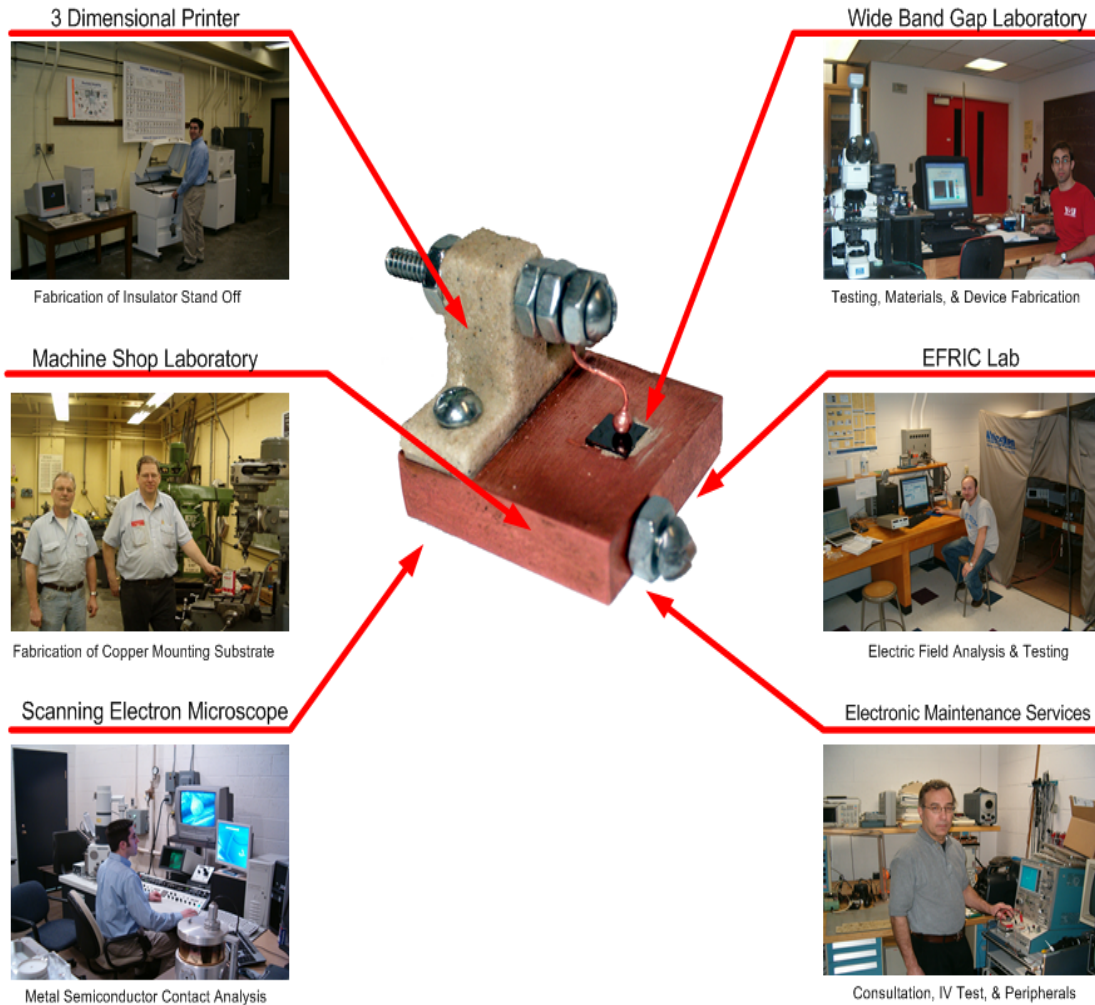 3 Dimensional Printer
Fabrication of Insulator Stand Off
Machine Shop Laboratory
Fabrication of Copper Mounting Substrate
Scanning Electron Microscope
Metal Semiconductor Contact Analysis
Wide Band Gap Laboratory
Testing, Materials, & Device Fabrication
EFRIC Lab
Electric Field Analysis & Testing
Electronic Maintenance Services
Consultation, IV Test, & Peripherals